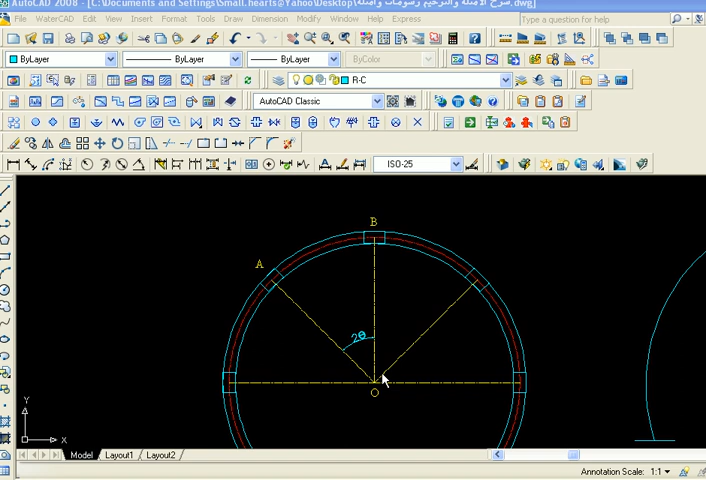 AutoCAD 2008 - [C:\Documents and Settings\Small.hearts@Yahoo\Desktop\شرح الامثلة والترخيم رسومات وامثلة.dwg]
File WaterCAD Edit View Insert Format Tools Draw Dimension Modify Window Help Express Type a question for help
ByLayer ByLayer ByLayer ByColor
R-C
AutoCAD Classic
ISO-25
B
A
2θ
O
Y
X
Model Layout1 Layout2
Annotation Scale: 1:1